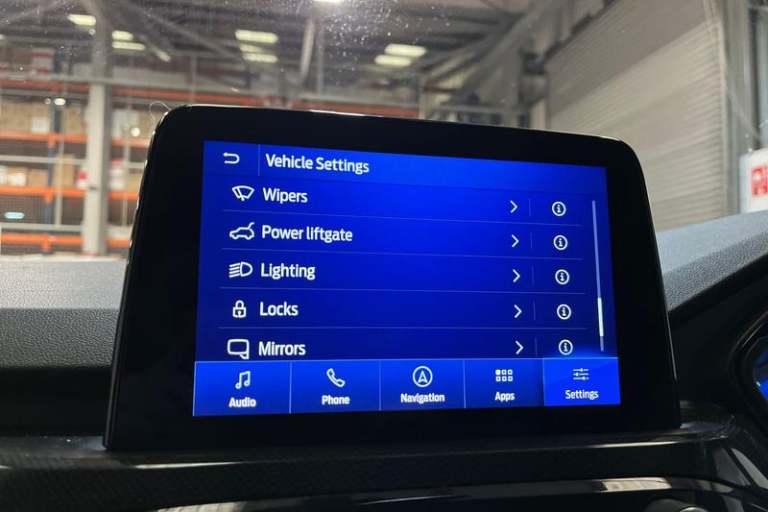 Vehicle Settings
Wipers
Power liftgate
Lighting
Locks
Mirrors
Audio
Phone
Navigation
Apps
Settings